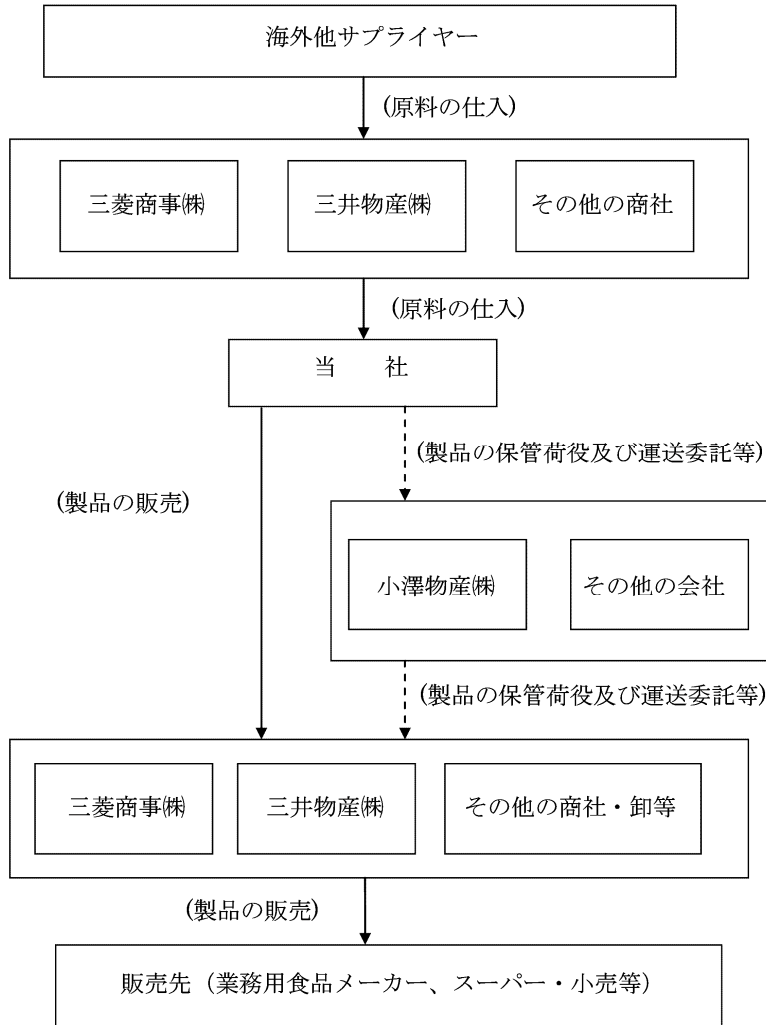 海外他サプライヤー
(原料の仕入)
三菱商事㈱
三井物産㈱
その他の商社
(原料の仕入)
当　　社
(製品の保管荷役及び運送委託等)
(製品の販売)
小澤物産㈱
その他の会社
(製品の保管荷役及び運送委託等)
三菱商事㈱
三井物産㈱
その他の商社・卸等
(製品の販売)
販売先（業務用食品メーカー、スーパー・小売等）